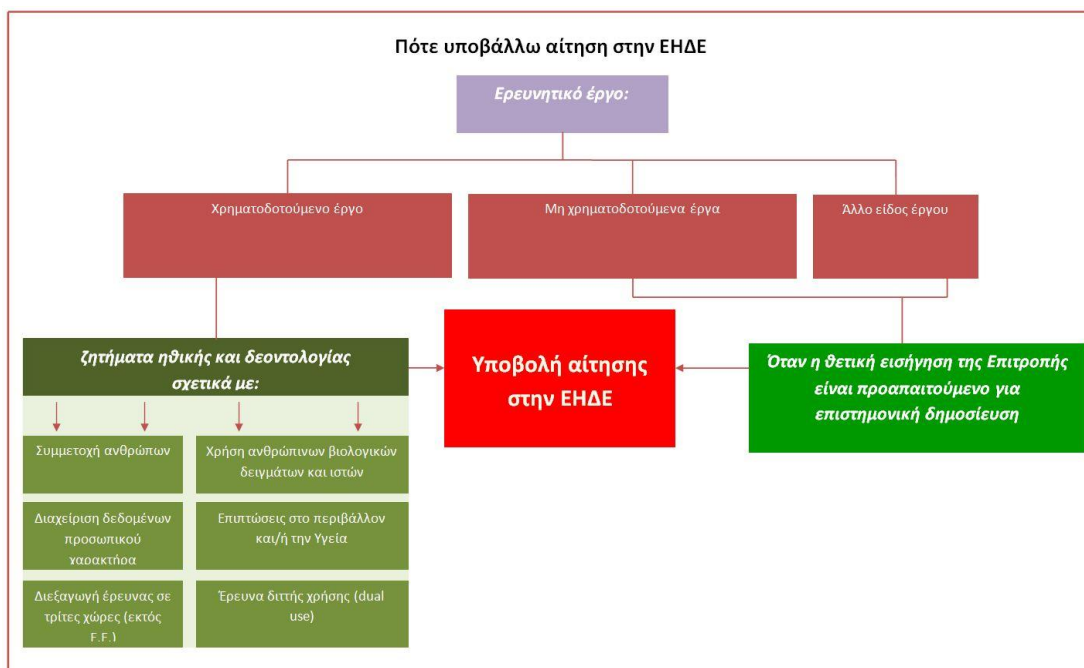 Πότε υποβάλλω αίτηση στην ΕΗΔΕ
Ερευνητικό έργο:
Χρηματοδοτούμενο έργο
Μη χρηματοδοτούμενα έργα
Άλλο είδος έργου
ζητήματα ηθικής και δεοντολογίας
σχετικά με:
Υποβολή αίτησης
στην ΕΗΔΕ
Όταν η θετική εισήγηση της Επιτροπής
είναι προαπαιτούμενο για
επιστημονική δημοσίευση
Συμμετοχή ανθρώπων
Χρήση ανθρώπινων βιολογικών
δειγμάτων και ιστών
Διαχείριση δεδομένων
προσωπικού
χαρακτήρα
Επιπτώσεις στο περιβάλλον
και/ή την Υγεία
Διεξαγωγή έρευνας σε
τρίτες χώρες (εκτός
Ε.Ε.)
Έρευνα διττής χρήσης (dual
use)